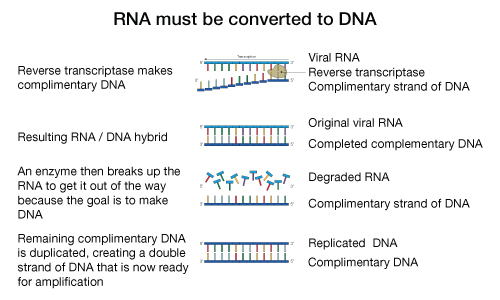 RNA must be converted to DNA
Transcription
Reverse transcriptase makes
complimentary DNA
Viral RNA
Reverse transcriptase
Complimentary strand of DNA
Resulting RNA / DNA hybrid
Original viral RNA
Completed complementary DNA
An enzyme then breaks up the
RNA to get it out of the way
because the goal is to make
DNA
Degraded RNA
Complimentary strand of DNA
Remaining complimentary DNA
is duplicated, creating a double
strand of DNA that is now ready
for amplification
Replicated DNA
Complimentary DNA